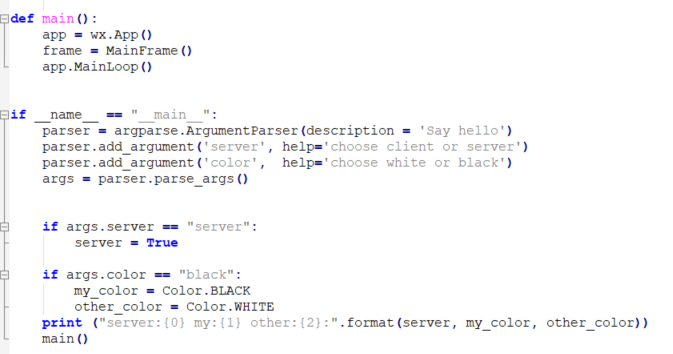 def main():
    app = wx.App()
    frame = MainFrame()
    app.MainLoop()
if __name__ == "__main__":
    parser = argparse.ArgumentParser(description = 'Say hello')
    parser.add_argument('server', help='choose client or server')
    parser.add_argument('color',  help='choose white or black')
    args = parser.parse_args()
    if args.server == "server":
        server = True
    if args.color == "black":
        my_color = Color.BLACK
        other_color = Color.WHITE
    print ("server:{0} my:{1} other:{2}:".format(server, my_color, other_color))
    main()